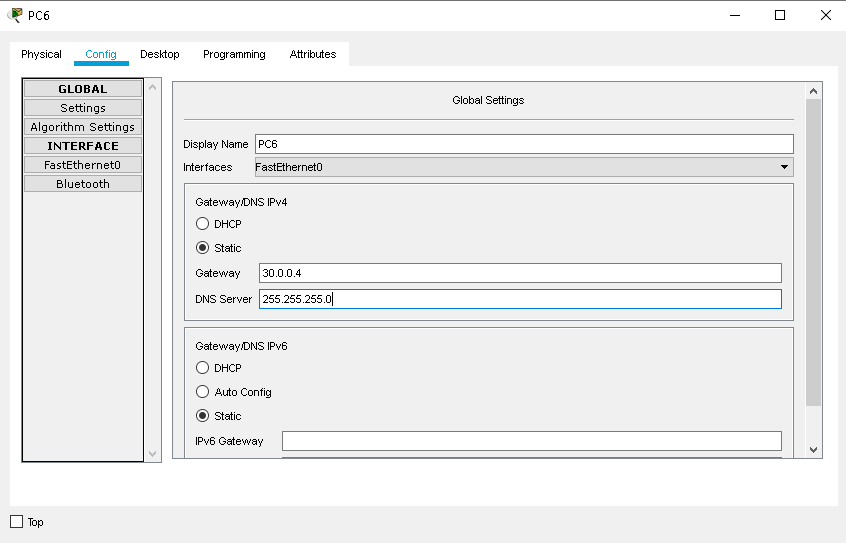 PC6
Physical Config Desktop Programming Attributes
GLOBAL
Settings
Algorithm Settings
INTERFACE
FastEthernet0
Bluetooth
Global Settings
Display Name PC6
Interfaces FastEthernet0
Gateway/DNS IPv4
DHCP
Static
Gateway 30.0.0.4
DNS Server 255.255.255.0
Gateway/DNS IPv6
DHCP
Auto Config
Static
IPv6 Gateway
Top